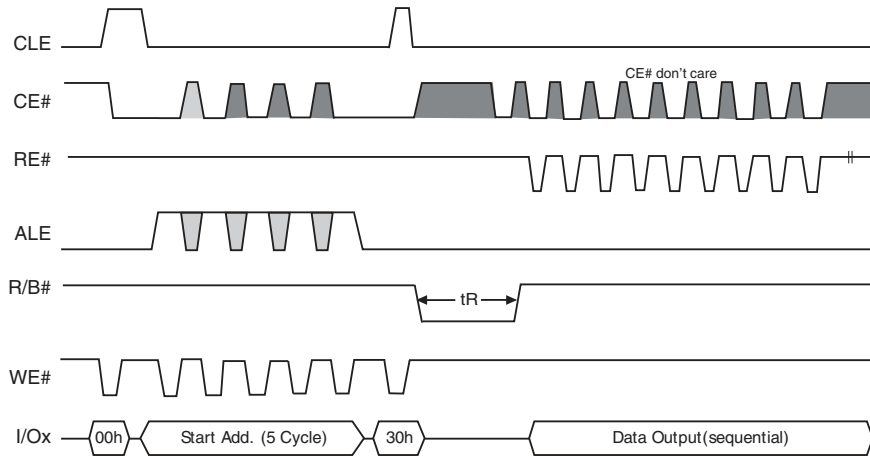 CLE
CE#
CE# don't care
RE#
ALE
R/B#
tR
WE#
I/Ox
00h
Start Add. (5 Cycle)
30h
Data Output(sequential)